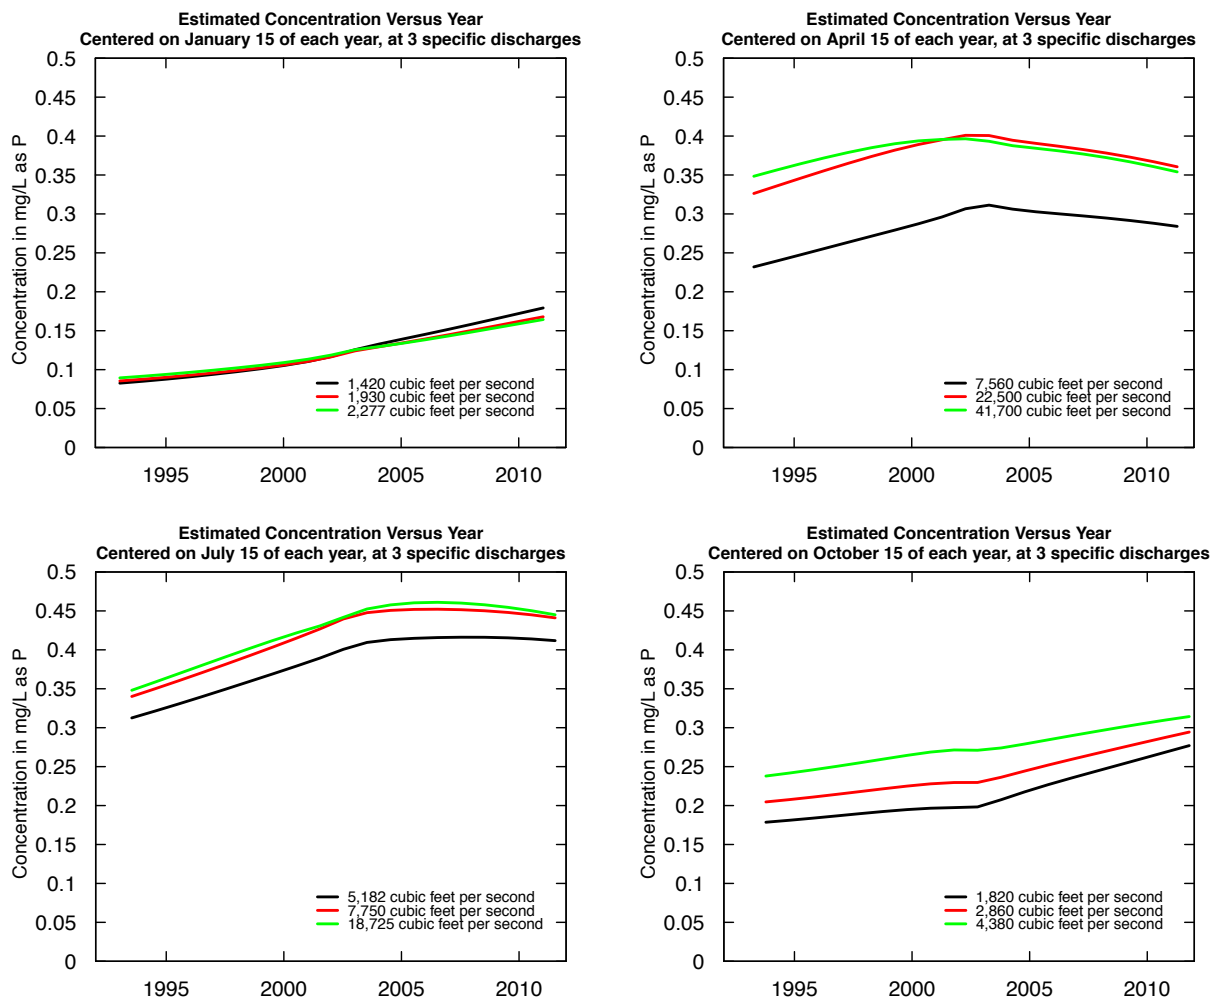 Estimated Concentration Versus Year
Centered on January 15 of each year, at 3 specific discharges
Concentration in mg/L as P
0.5
0.45
0.4
0.35
0.3
0.25
0.2
0.15
0.1
0.05
0
1,420 cubic feet per second
1,930 cubic feet per second
2,277 cubic feet per second
1995 2000 2005 2010
Estimated Concentration Versus Year
Centered on April 15 of each year, at 3 specific discharges
Concentration in mg/L as P
0.5
0.45
0.4
0.35
0.3
0.25
0.2
0.15
0.1
0.05
0
7,560 cubic feet per second
22,500 cubic feet per second
41,700 cubic feet per second
1995 2000 2005 2010
Estimated Concentration Versus Year
Centered on July 15 of each year, at 3 specific discharges
Concentration in mg/L as P
0.5
0.45
0.4
0.35
0.3
0.25
0.2
0.15
0.1
0.05
0
5,182 cubic feet per second
7,750 cubic feet per second
18,725 cubic feet per second
1995 2000 2005 2010
Estimated Concentration Versus Year
Centered on October 15 of each year, at 3 specific discharges
Concentration in mg/L as P
0.5
0.45
0.4
0.35
0.3
0.25
0.2
0.15
0.1
0.05
0
1,820 cubic feet per second
2,860 cubic feet per second
4,380 cubic feet per second
1995 2000 2005 2010